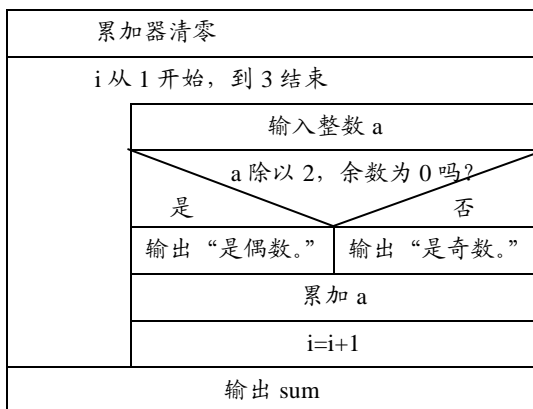 累加器清零
i 从 1 开始，到 3 结束
输入整数 a
a 除以 2，余数为 0 吗？
是 否
输出“是偶数。” 输出“是奇数。”
累加 a
i=i+1
输出 sum